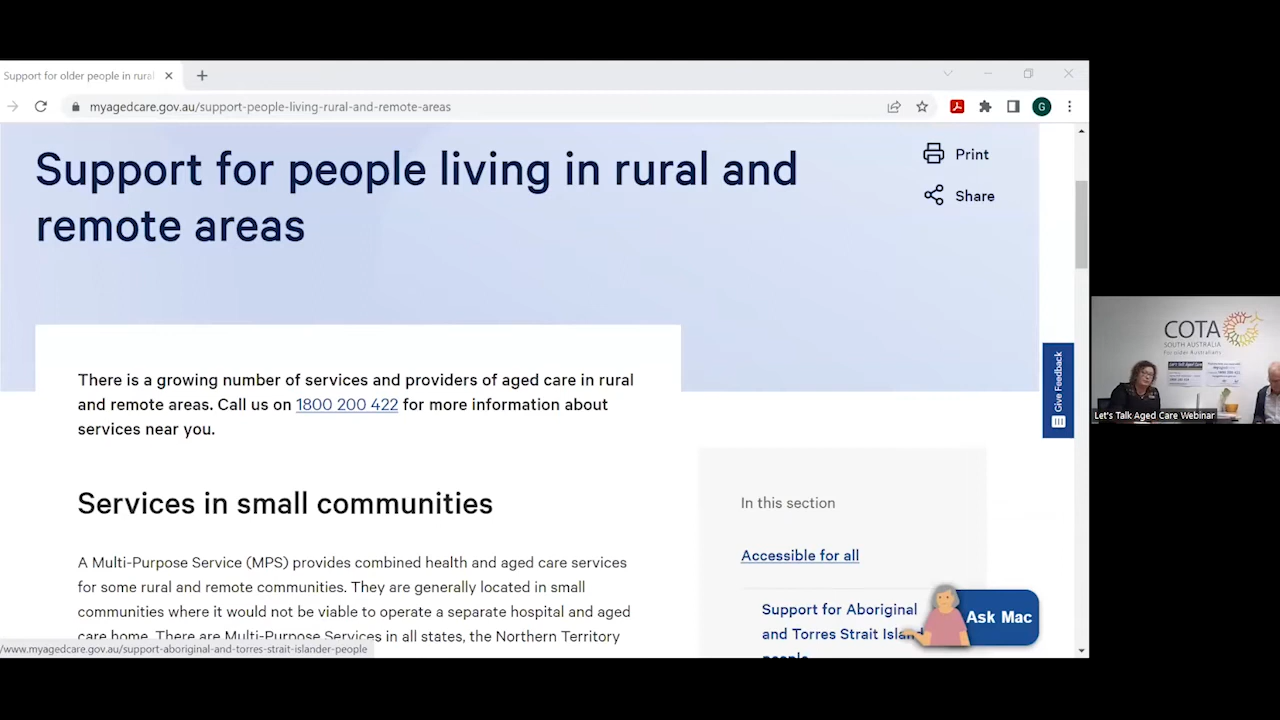 Support for older people in rural
myagedcare.gov.au/support-people-living-rural-and-remote-areas
G
Support for people living in rural and
remote areas
Print
Share
There is a growing number of services and providers of aged care in rural
and remote areas. Call us on 1800 200 422 for more information about
services near you.
Give Feedback
Services in small communities
A Multi-Purpose Service (MPS) provides combined health and aged care services
for some rural and remote communities. They are generally located in small
communities where it would not be viable to operate a separate hospital and aged
care home. There are Multi-Purpose Services in all states, the Northern Territory
In this section
Accessible for all
Support for Aboriginal
and Torres Strait Island
people
Ask Mac
/www.myagedcare.gov.au/support-aboriginal-and-torres-strait-islander-people
COTA
SOUTH AUSTRALIA
For older Australians
Let's Talk Aged Care Webinar